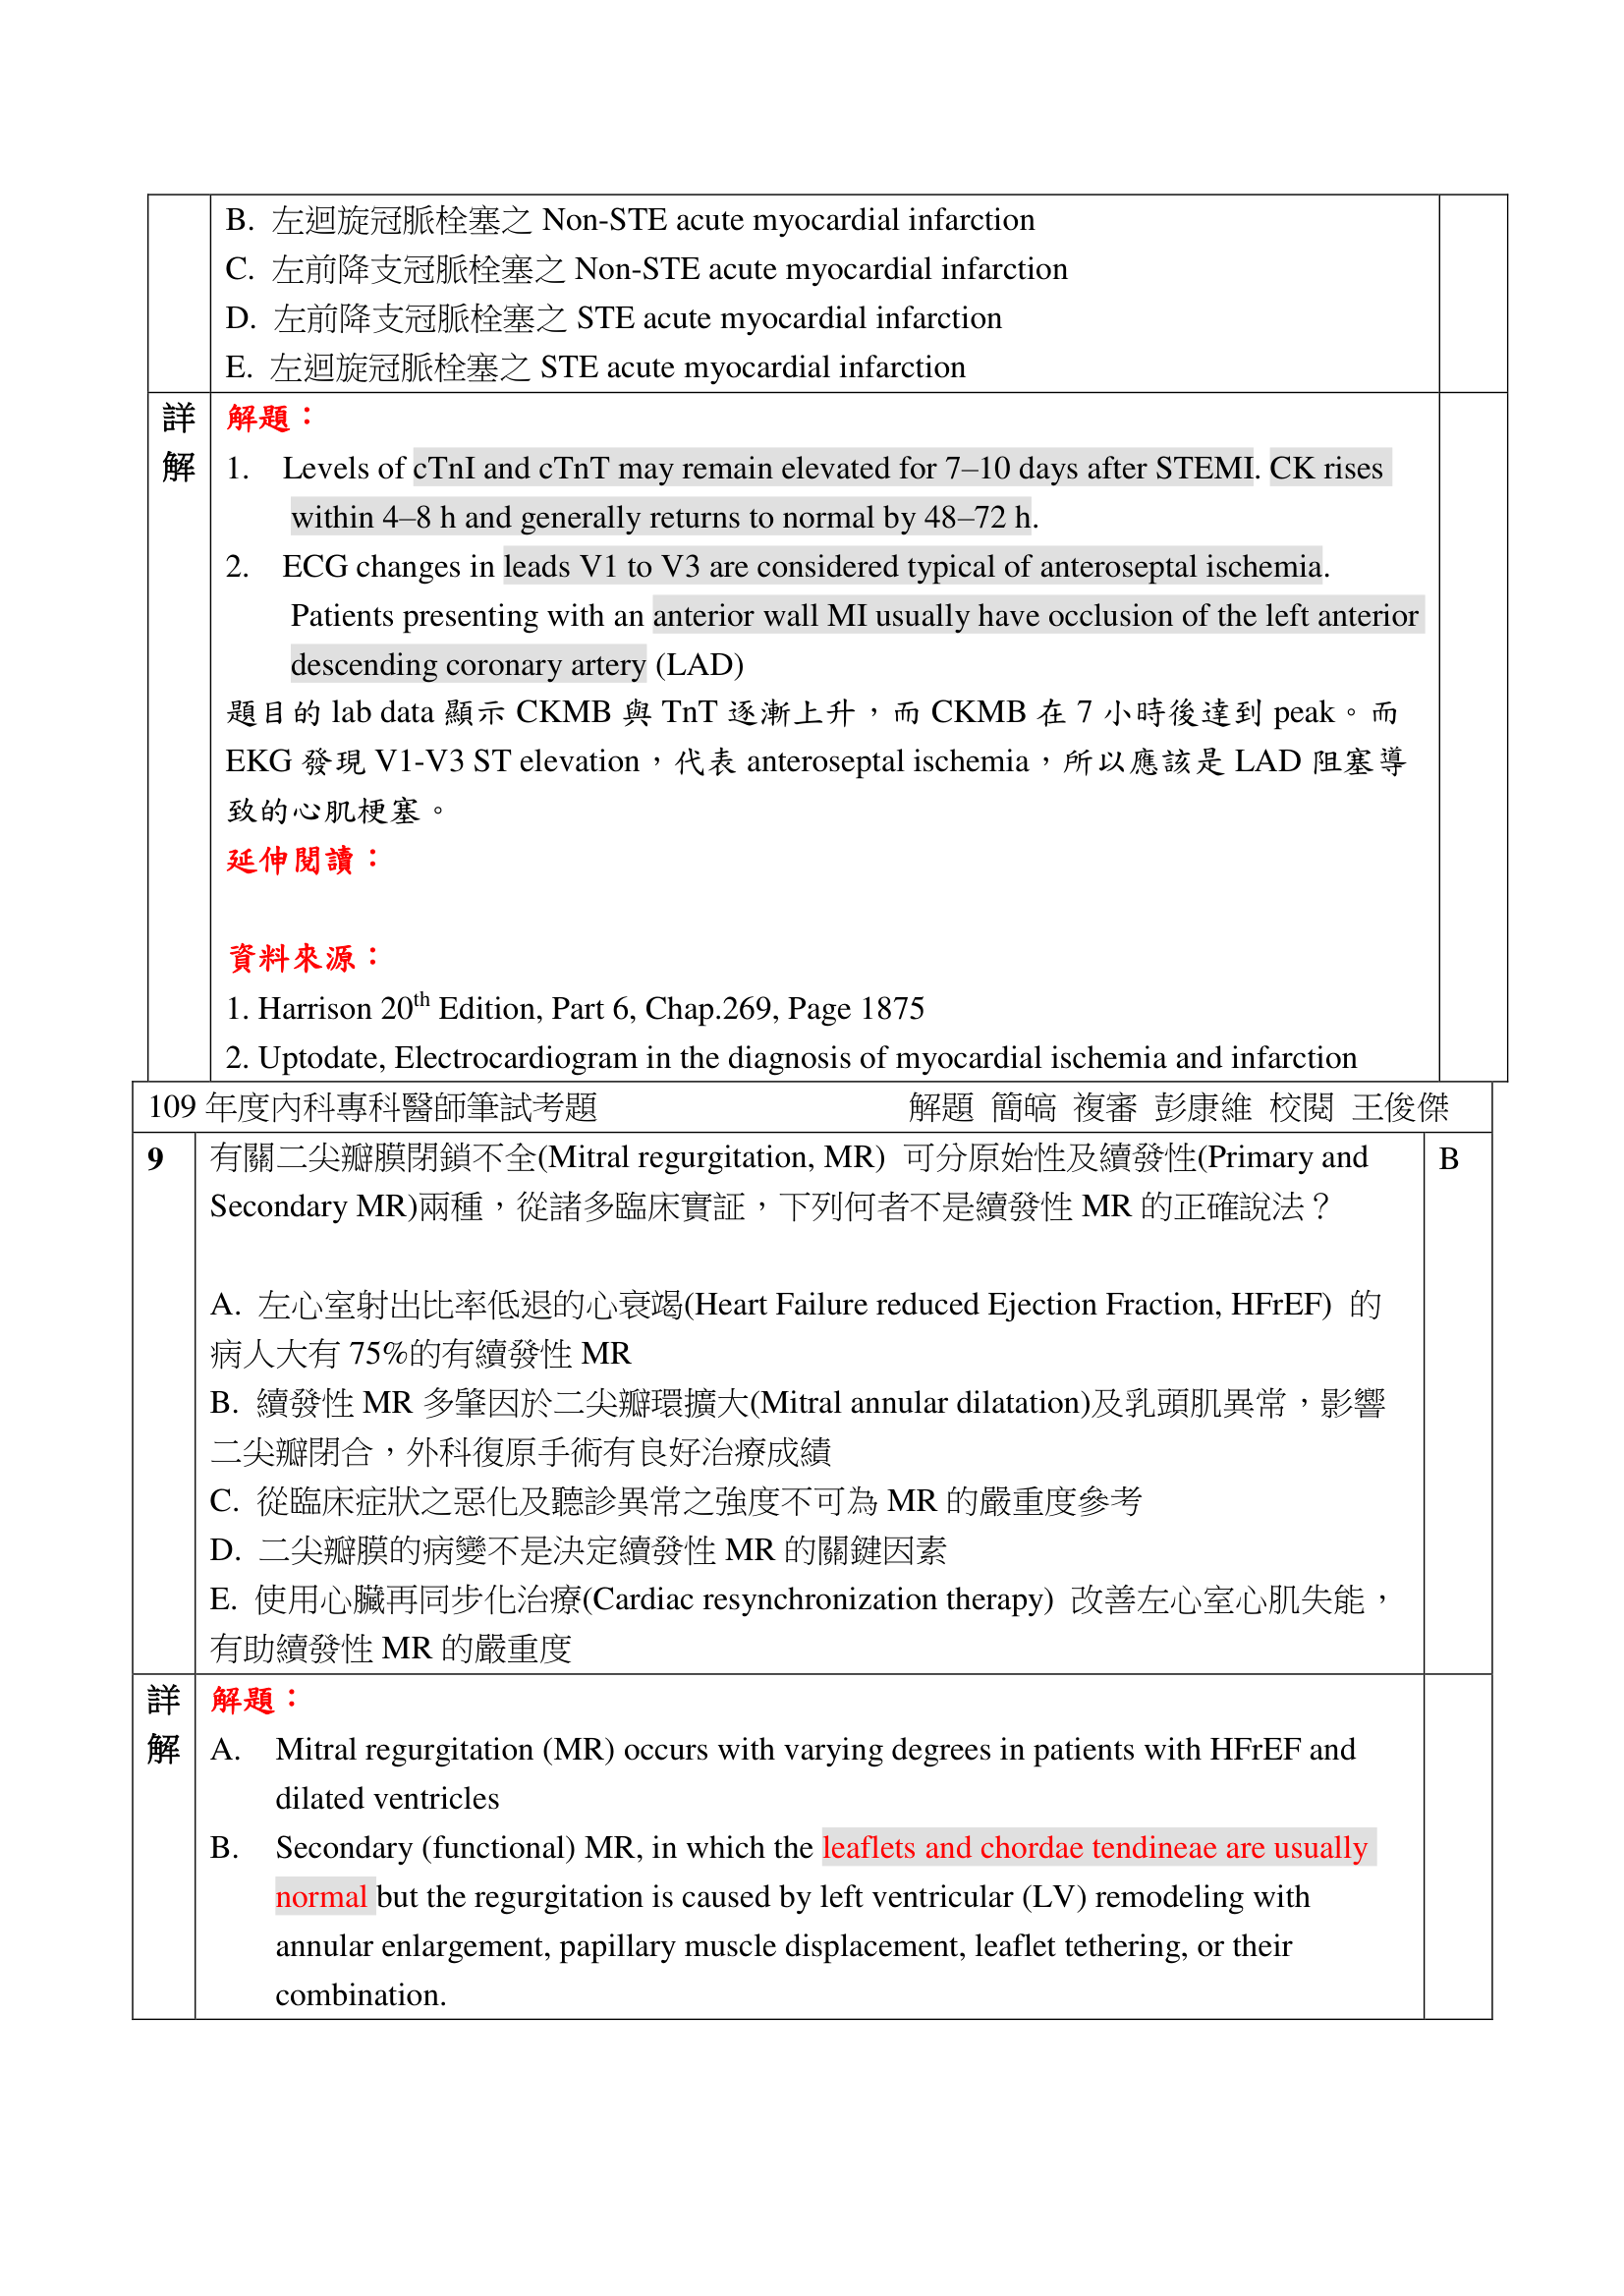 B. 左迴旋冠脈栓塞之 Non-STE acute myocardial infarction
C. 左前降支冠脈栓塞之 Non-STE acute myocardial infarction
D. 左前降支冠脈栓塞之 STE acute myocardial infarction
E. 左迴旋冠脈栓塞之 STE acute myocardial infarction
詳解
解題：
1. Levels of cTnI and cTnT may remain elevated for 7–10 days after STEMI. CK rises
within 4–8 h and generally returns to normal by 48–72 h.
2. ECG changes in leads V1 to V3 are considered typical of anteroseptal ischemia.
Patients presenting with an anterior wall MI usually have occlusion of the left anterior
descending coronary artery (LAD)
題目的 lab data 顯示 CKMB 與 TnT 逐漸上升，而 CKMB 在 7 小時後達到 peak。而
EKG 發現 V1-V3 ST elevation，代表 anteroseptal ischemia，所以應該是 LAD 阻塞導
致的心肌梗塞。
延伸閱讀：
資料來源：
1. Harrison 20th Edition, Part 6, Chap.269, Page 1875
2. Uptodate, Electrocardiogram in the diagnosis of myocardial ischemia and infarction
109 年度內科專科醫師筆試考題 解題 簡皜 複審 彭康維 校閱 王俊傑
9 有關二尖瓣膜閉鎖不全(Mitral regurgitation, MR) 可分原始性及續發性(Primary and B
Secondary MR)兩種，從諸多臨床實証，下列何者不是續發性 MR 的正確說法？
A. 左心室射出比率低退的心衰竭(Heart Failure reduced Ejection Fraction, HFrEF) 的
病人大有 75%的有續發性 MR
B. 續發性 MR 多肇因於二尖瓣環擴大(Mitral annular dilatation)及乳頭肌異常，影響
二尖瓣閉合，外科復原手術有良好治療成績
C. 從臨床症狀之惡化及聽診異常之強度不可為 MR 的嚴重度參考
D. 二尖瓣膜的病變不是決定續發性 MR 的關鍵因素
E. 使用心臟再同步化治療(Cardiac resynchronization therapy) 改善左心室心肌失能，
有助續發性 MR 的嚴重度
詳解
解題：
A. Mitral regurgitation (MR) occurs with varying degrees in patients with HFrEF and
dilated ventricles
B. Secondary (functional) MR, in which the leaflets and chordae tendineae are usually
normal but the regurgitation is caused by left ventricular (LV) remodeling with
annular enlargement, papillary muscle displacement, leaflet tethering, or their
combination.